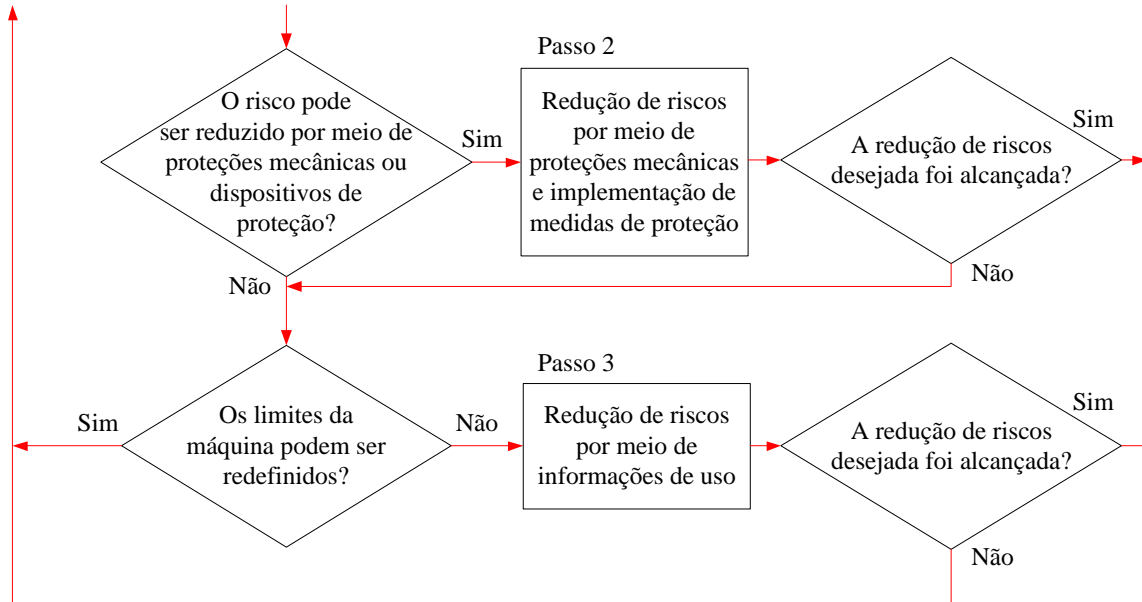 Passo 2
O risco pode
ser reduzido por meio de
proteções mecânicas ou
dispositivos de
proteção?
Sim
Redução de riscos
por meio de
proteções mecânicas
e implementação de
medidas de proteção
A redução de riscos
desejada foi alcançada?
Sim
Não
Não
Passo 3
Sim
Os limites da
máquina podem ser
redefinidos?
Não
Redução de riscos
por meio de
informações de uso
A redução de riscos
desejada foi alcançada?
Sim
Não